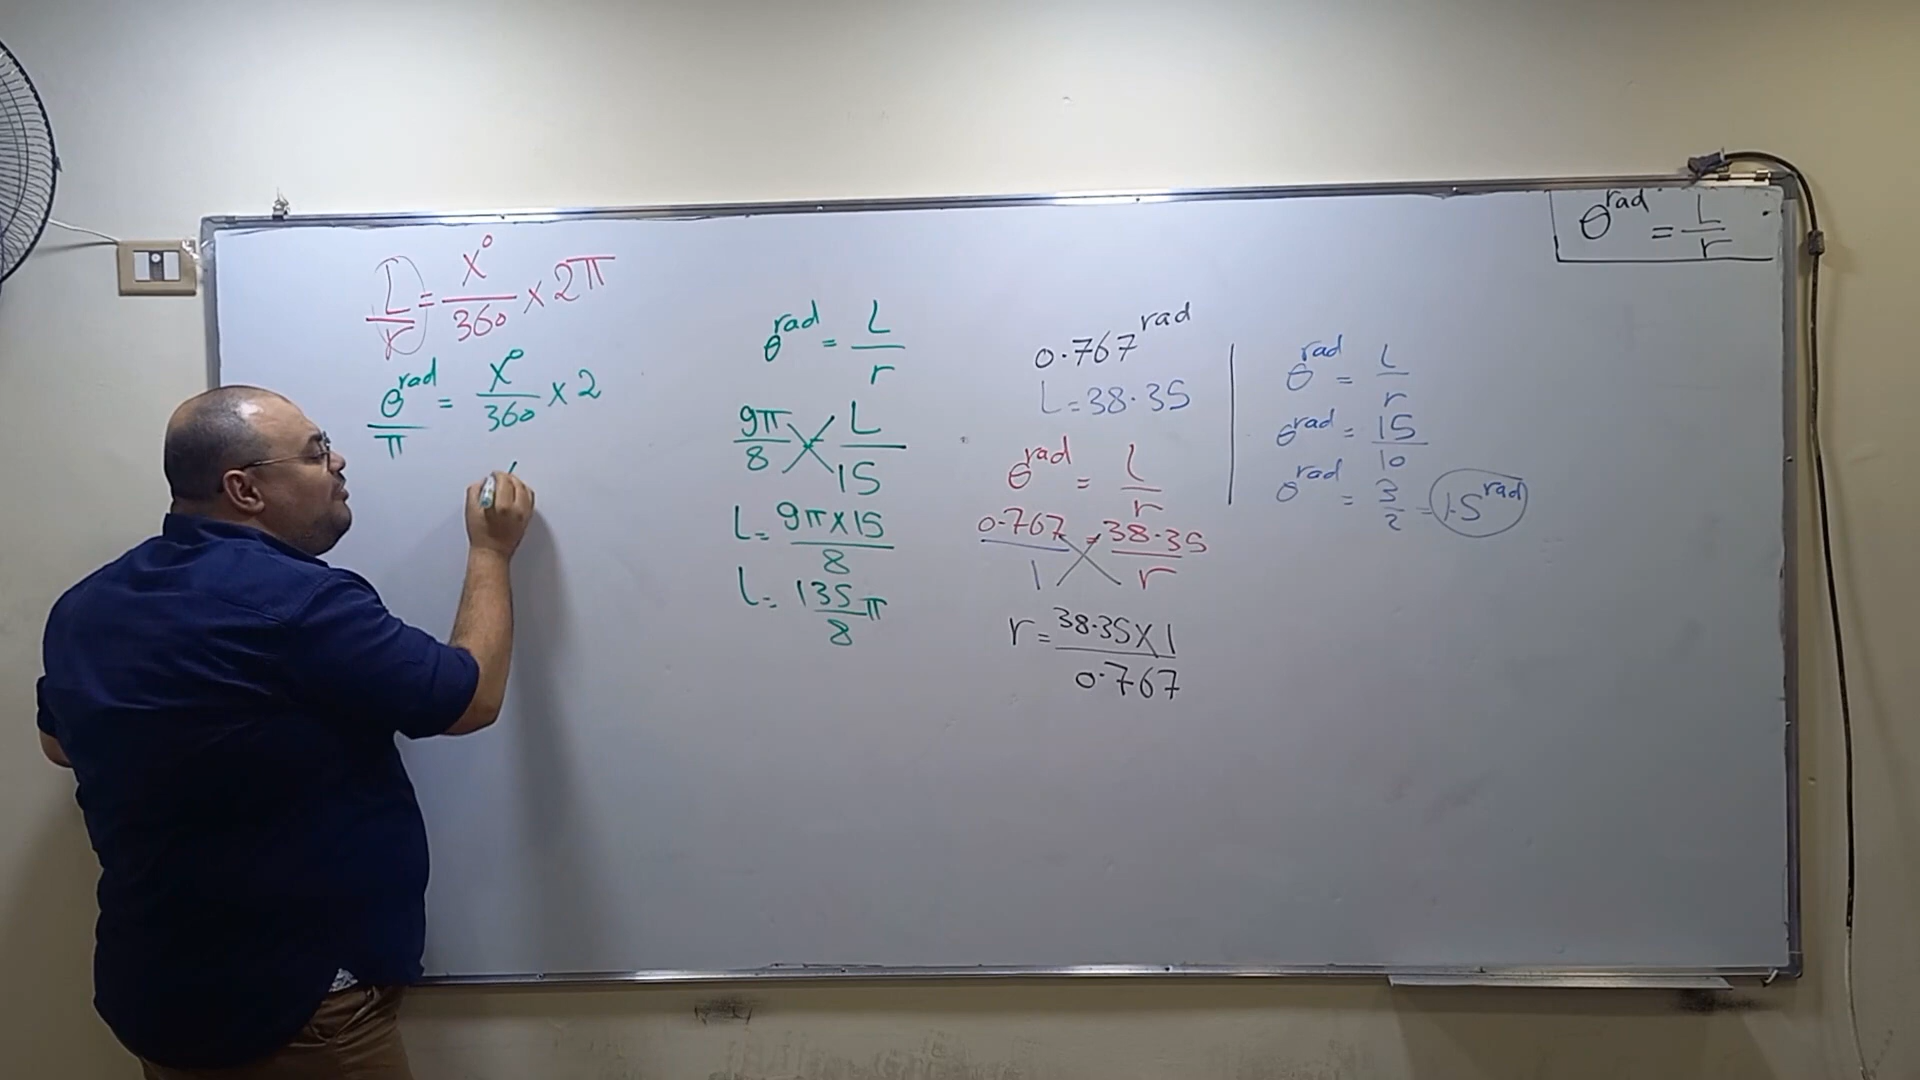 L/r = x°/360 × 2π
θ^rad/π = x°/360 × 2
θ^rad = L/r
9π/8 = L/15
L = 9π×15/8
L = 135/8 π
0.767^rad
L=38.35
θ^rad = L/r
0.767/1 = 38.35/r
r = 38.35×1/0.767
θ^rad = L/r
θ^rad = 15/10
θ^rad = 3/2 = 1.5^rad
θ^rad = L/r